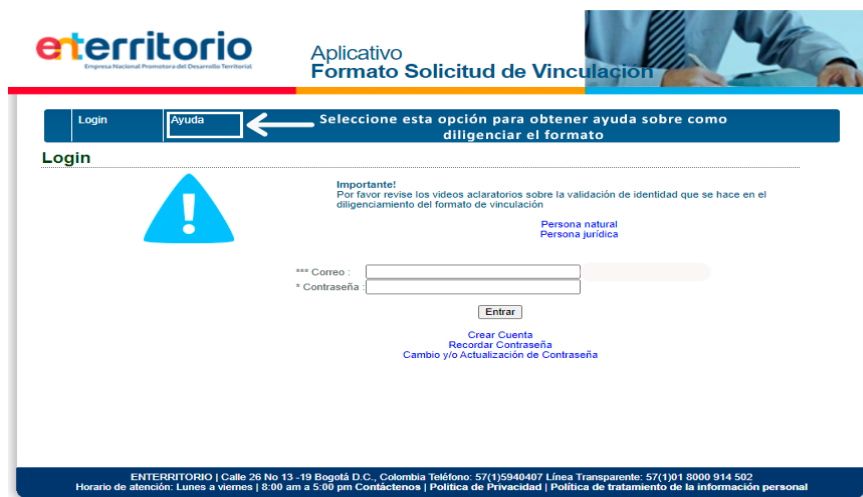 enterritorio
Empresa Nacional Promotora del Desarrollo Territorial
Aplicativo
Formato Solicitud de Vinculación
Login
Ayuda
Seleccione esta opción para obtener ayuda sobre como
diligenciar el formato
Login
Importante!
Por favor revise los videos aclaratorios sobre la validación de identidad que se hace en el
diligenciamiento del formato de vinculación
Persona natural
Persona jurídica
*** Correo :
* Contraseña :
Entrar
Crear Cuenta
Recordar Contraseña
Cambio y/o Actualización de Contraseña
ENTERRITORIO | Calle 26 No 13 -19 Bogotá D.C., Colombia Teléfono: 57(1)5940407 Línea Transparente: 57(1)01 8000 914 502
Horario de atención: Lunes a viernes | 8:00 am a 5:00 pm Contáctenos | Política de Privacidad | Política de tratamiento de la información personal